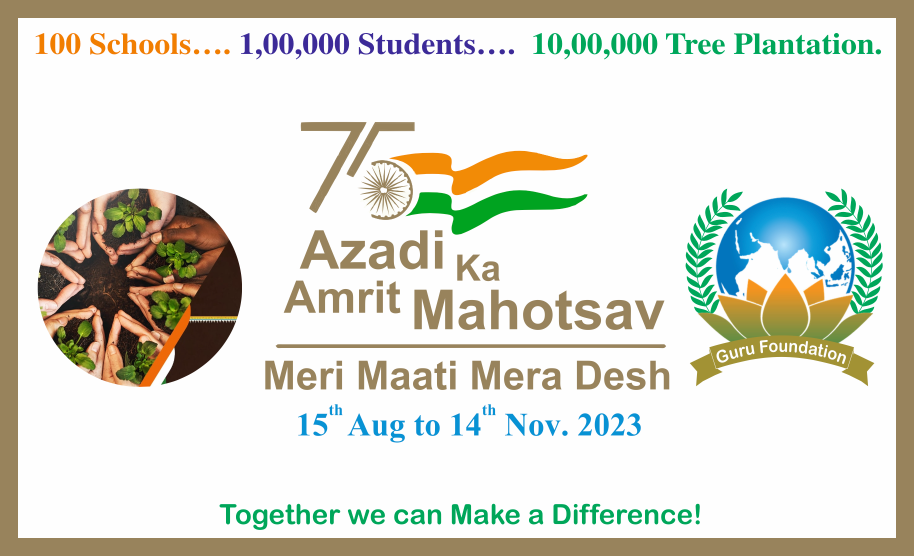 100 Schools…. 1,00,000 Students…. 10,00,000 Tree Plantation.
75
Azadi Ka
Amrit Mahotsav
Meri Maati Mera Desh
15th Aug to 14th Nov. 2023
Guru Foundation
Together we can Make a Difference!